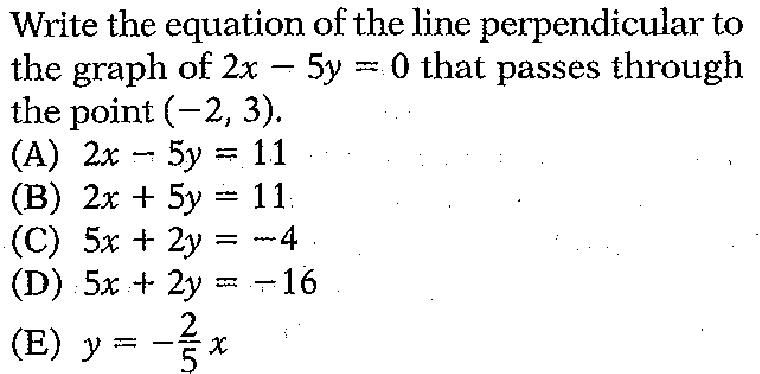 Write the equation of the line perpendicular to
the graph of 2x − 5y = 0 that passes through
the point (−2, 3).
(A) 2x − 5y = 11
(B) 2x + 5y = 11
(C) 5x + 2y = −4
(D) 5x + 2y = −16
(E) y = −2/5 x